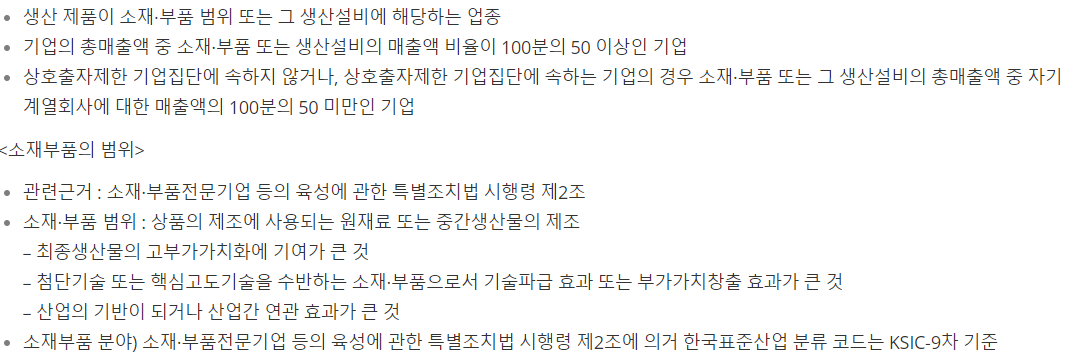 • 생산 제품이 소재·부품 범위 또는 그 생산설비에 해당하는 업종
• 기업의 총매출액 중 소재·부품 또는 생산설비의 매출액 비율이 100분의 50 이상인 기업
• 상호출자제한 기업집단에 속하지 않거나, 상호출자제한 기업집단에 속하는 기업의 경우 소재·부품 또는 그 생산설비의 총매출액 중 자기
계열회사에 대한 매출액의 100분의 50 미만인 기업
<소재부품의 범위>
• 관련근거 : 소재·부품전문기업 등의 육성에 관한 특별조치법 시행령 제2조
• 소재·부품 범위 : 상품의 제조에 사용되는 원재료 또는 중간생산물의 제조
– 최종생산물의 고부가가치화에 기여가 큰 것
– 첨단기술 또는 핵심고도기술을 수반하는 소재·부품으로서 기술파급 효과 또는 부가가치창출 효과가 큰 것
– 산업의 기반이 되거나 산업간 연관 효과가 큰 것
• 소재부품 분야) 소재·부품전문기업 등의 육성에 관한 특별조치법 시행령 제2조에 의거 한국표준산업 분류 코드는 KSIC-9차 기준